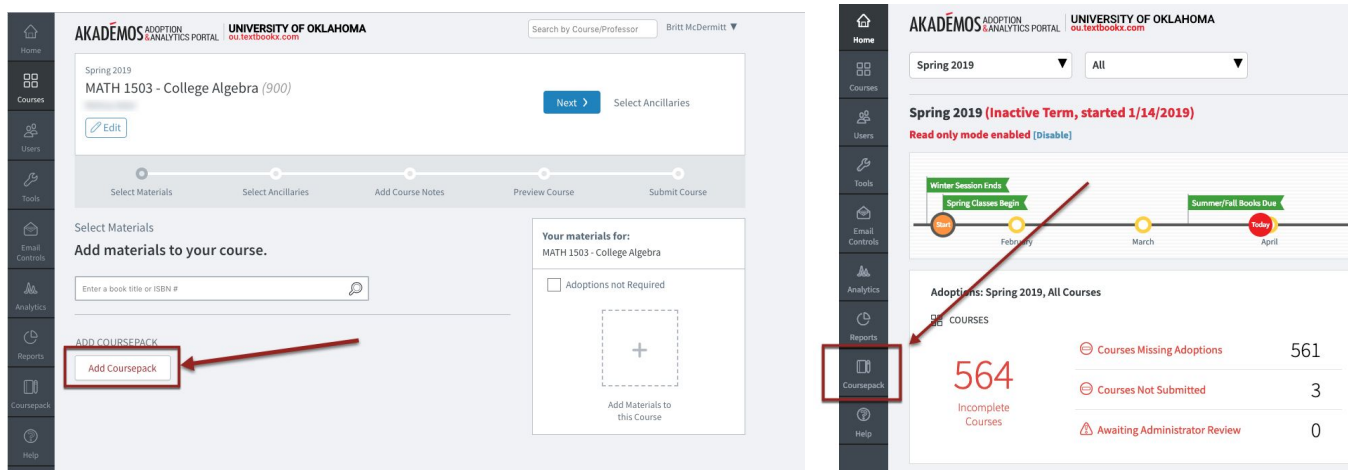 Home
Courses
Users
Tools
Email
Controls
Analytics
Reports
Coursepack
Help
AKADÉMOS ADOPTION
& ANALYTICS PORTAL
UNIVERSITY OF OKLAHOMA
ou.textbookx.com
Search by Course/Professor
Britt McDermitt ▼
Spring 2019
MATH 1503 - College Algebra (900)
Edit
Next >
Select Ancillaries
Select Materials
Select Ancillaries
Add Course Notes
Preview Course
Submit Course
Select Materials
Add materials to your course.
Enter a book title or ISBN #
ADD COURSEPACK
Add Coursepack
Your materials for:
MATH 1503 - College Algebra
Adoptions not Required
+
Add Materials to
this Course
Home
Courses
Users
Tools
Email
Controls
Analytics
Reports
Coursepack
Help
AKADÉMOS ADOPTION
& ANALYTICS PORTAL
UNIVERSITY OF OKLAHOMA
ou.textbookx.com
Spring 2019 ▼
All ▼
Spring 2019 (Inactive Term, started 1/14/2019)
Read only mode enabled [Disable]
Winter Session Ends
Spring Classes Begin
Summer/Fall Books Due
Start
Today
February
March
April
Adoptions: Spring 2019, All Courses
COURSES
564
Incomplete
Courses
Courses Missing Adoptions 561
Courses Not Submitted 3
Awaiting Administrator Review 0